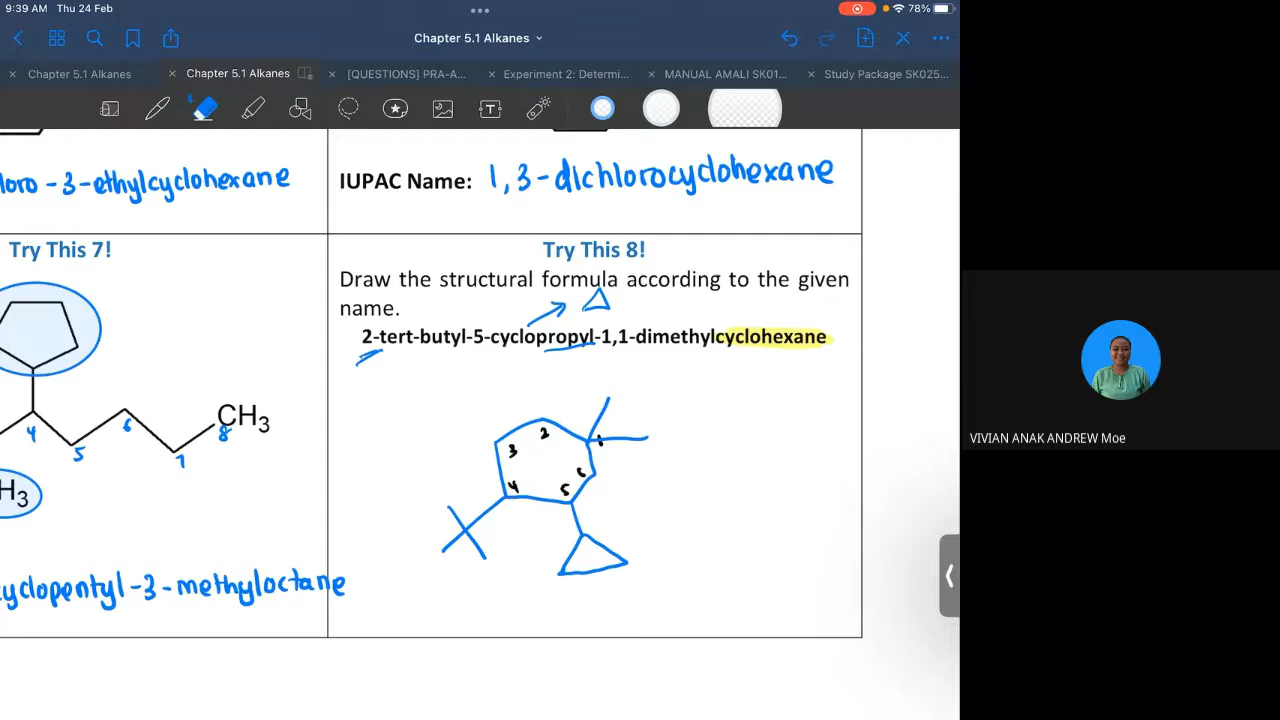 9:39 AM Thu 24 Feb
78%
Chapter 5.1 Alkanes
Chapter 5.1 Alkanes
Chapter 5.1 Alkanes
[QUESTIONS] PRA-A...
Experiment 2: Determi...
MANUAL AMALI SK01...
Study Package SK025...
loro-3-ethylcyclohexane
IUPAC Name: 1,3-dichlorocyclohexane
Try This 7!
4
5
6
7
CH3
8
H3
cyclopentyl-3-methyloctane
Try This 8!
Draw the structural formula according to the given
name.
2-tert-butyl-5-cyclopropyl-1,1-dimethylcyclohexane
1
2
3
4
5
6
VIVIAN ANAK ANDREW Moe